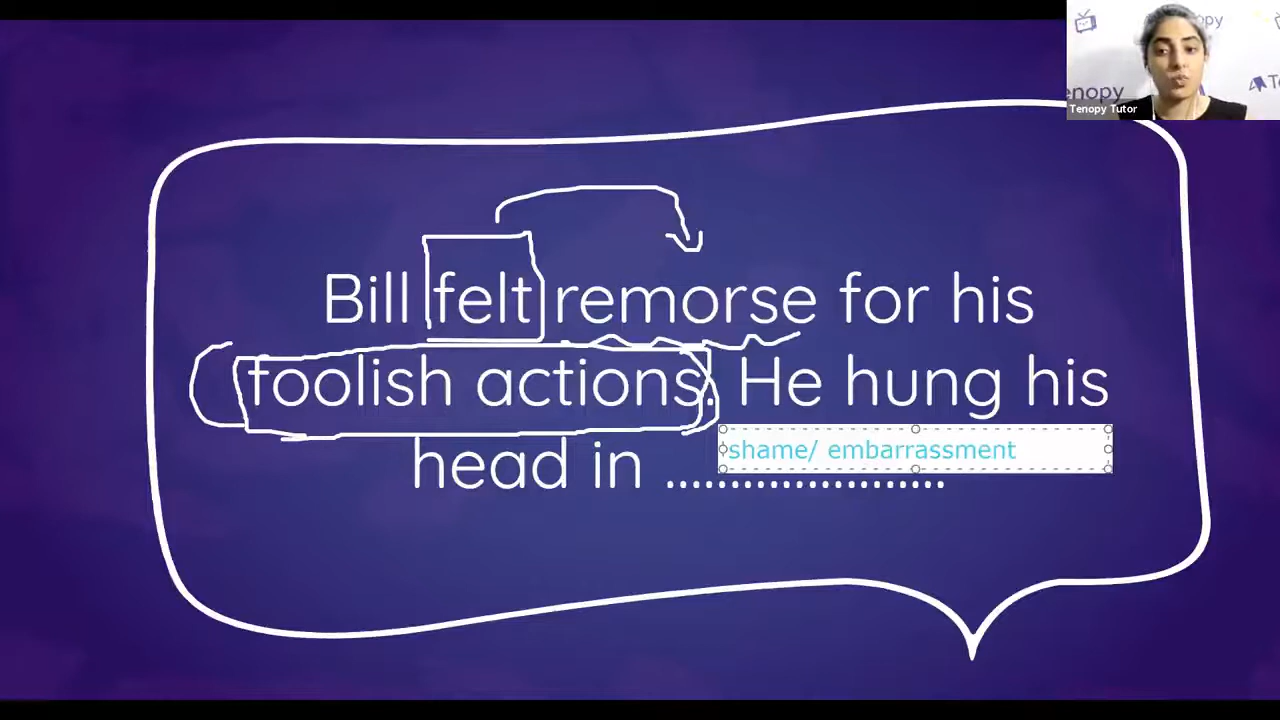 Tenopy Tutor
Bill felt remorse for his
foolish actions. He hung his
shame/ embarrassment
head in ......................